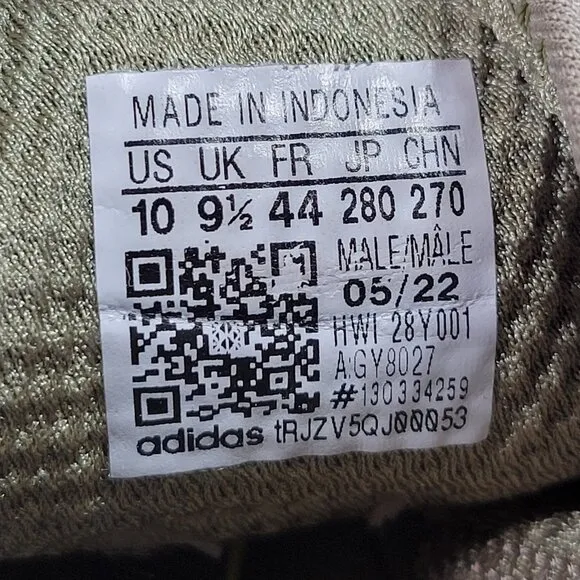 MADE IN INDONESIA
US UK FR JP CHN
10 9½ 44 280 270
MALE/MÂLE
05/22
HWI 28Y001
A:GY8027
#130334259
adidas tRJZV5QJ00053